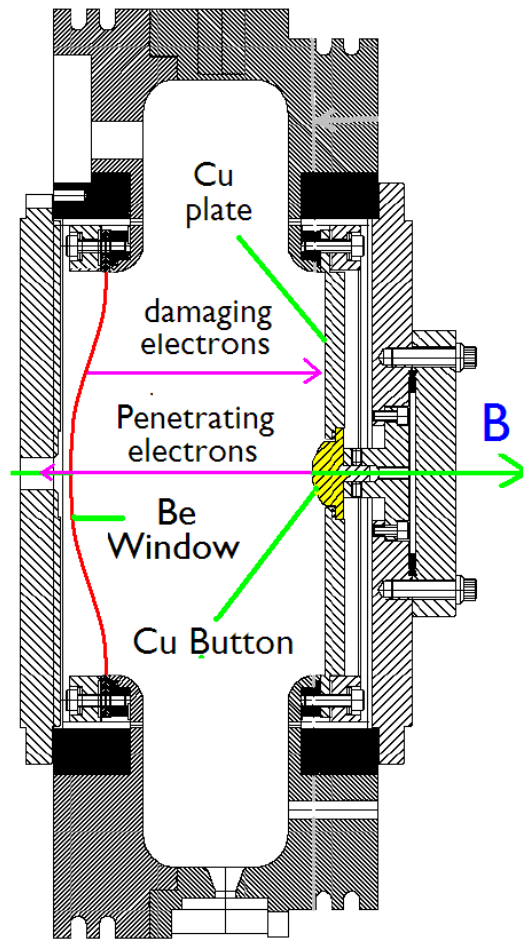 Cu
plate
damaging
electrons
Penetrating
electrons
B
Be
Window
Cu Button